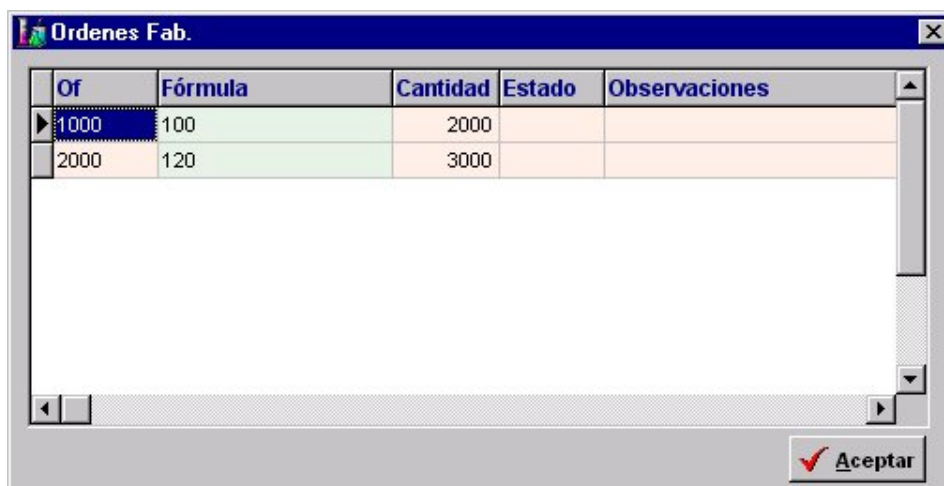 Ordenes Fab.
Of Fórmula Cantidad Estado Observaciones
1000 100 2000
2000 120 3000
Aceptar